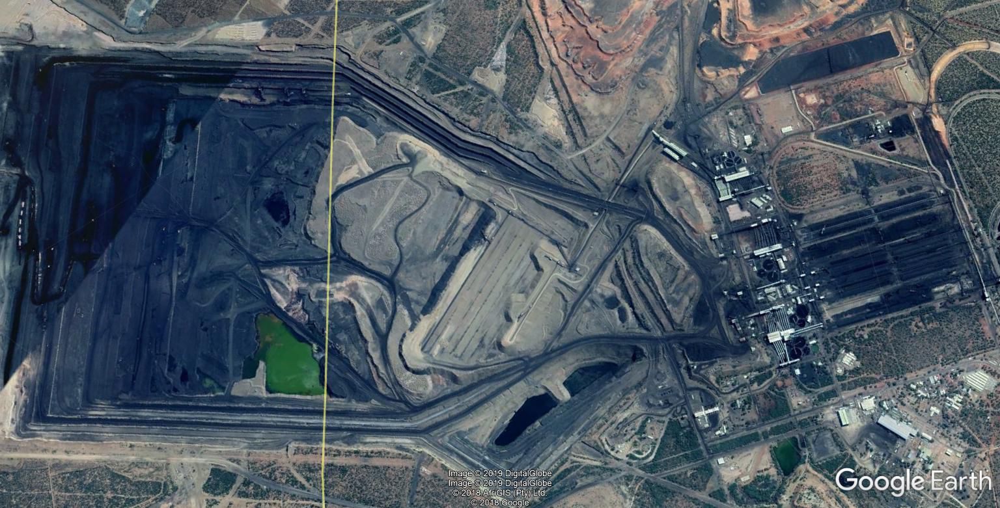 Image © 2019 DigitalGlobe
Image © 2019 DigitalGlobe
© 2018 AfriGIS (Pty) Ltd.
© 2018 Google
Google Earth